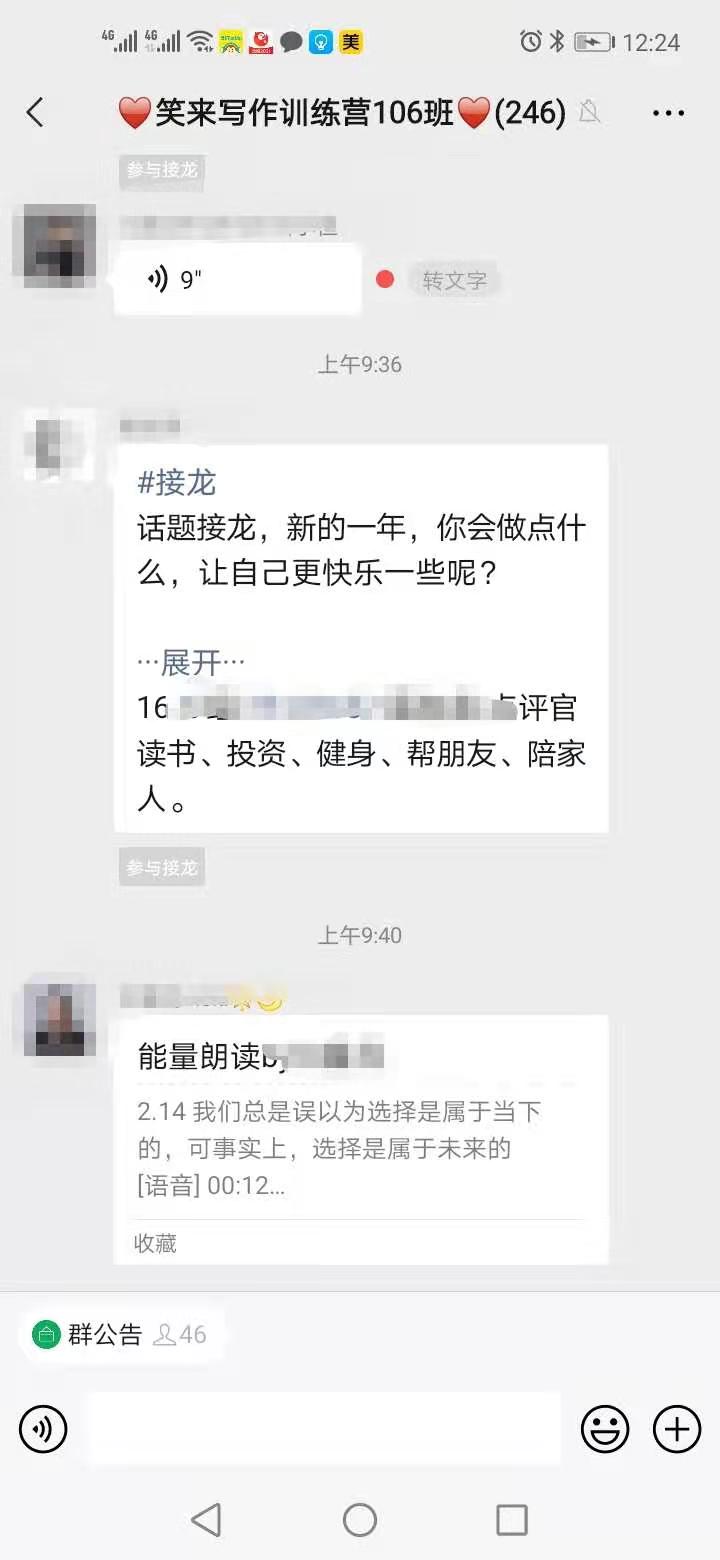 4G 4G 美 12:24
笑来写作训练营106班(246)
参与接龙
9"
转文字
上午9:36
#接龙
话题接龙，新的一年，你会做点什
么，让自己更快乐一些呢？
···展开···
16 评官
读书、投资、健身、帮朋友、陪家
人。
参与接龙
上午9:40
能量朗读by
2.14 我们总是误以为选择是属于当下
的，可事实上，选择是属于未来的
[语音] 00:12...
收藏
群公告 46